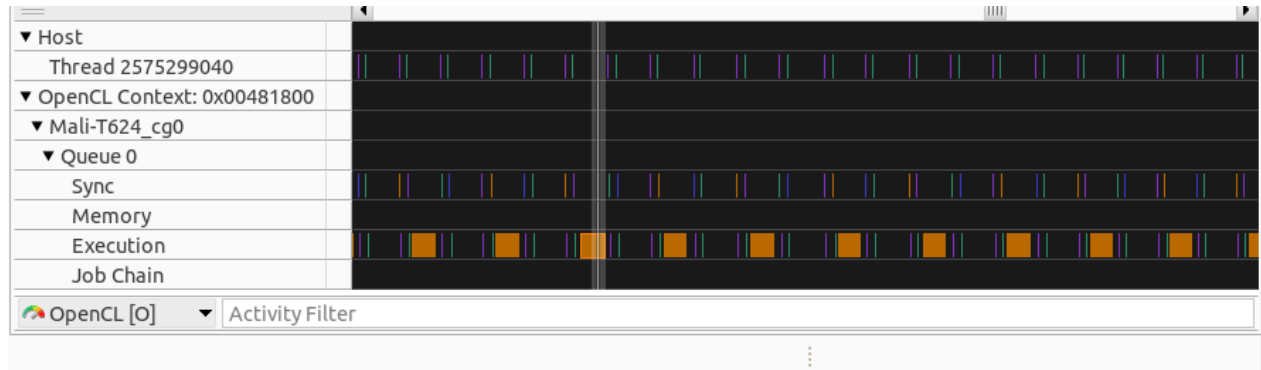 Host
Thread 2575299040
OpenCL Context: 0x00481800
Mali-T624_cg0
Queue 0
Sync
Memory
Execution
Job Chain
OpenCL [O] Activity Filter